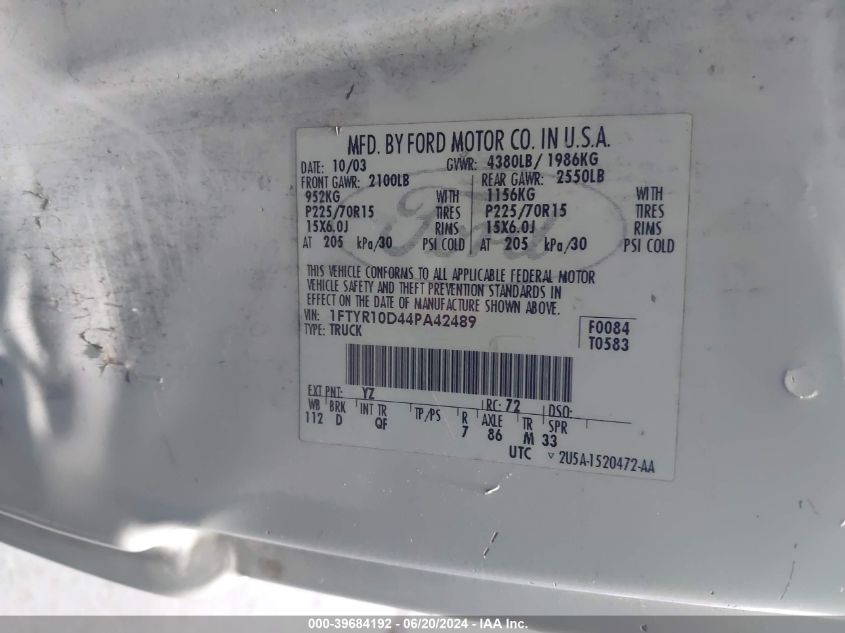 MFD. BY FORD MOTOR CO. IN U.S.A.
DATE: 10/03 GVWR: 4380LB/ 1986KG
FRONT GAWR: 2100LB REAR GAWR: 2550LB
952KG WITH 1156KG WITH
P225/70R15 TIRES P225/70R15 TIRES
15X6.0J RIMS 15X6.0J RIMS
AT 205 kPa/30 PSI COLD AT 205 kPa/30 PSI COLD
Ford
THIS VEHICLE CONFORMS TO ALL APPLICABLE FEDERAL MOTOR
VEHICLE SAFETY AND THEFT PREVENTION STANDARDS IN
EFFECT ON THE DATE OF MANUFACTURE SHOWN ABOVE.
VIN: 1FTYR10D44PA42489 F0084
TYPE: TRUCK T0583
EXT PNT: YZ RC: 72 DSO:
WB BRK INT TR TP/PS R AXLE TR SPR
112 D QF 7 86 M 33
UTC ▽ 2U5A-1520472-AA
000-39684192 - 06/20/2024 - IAA Inc.